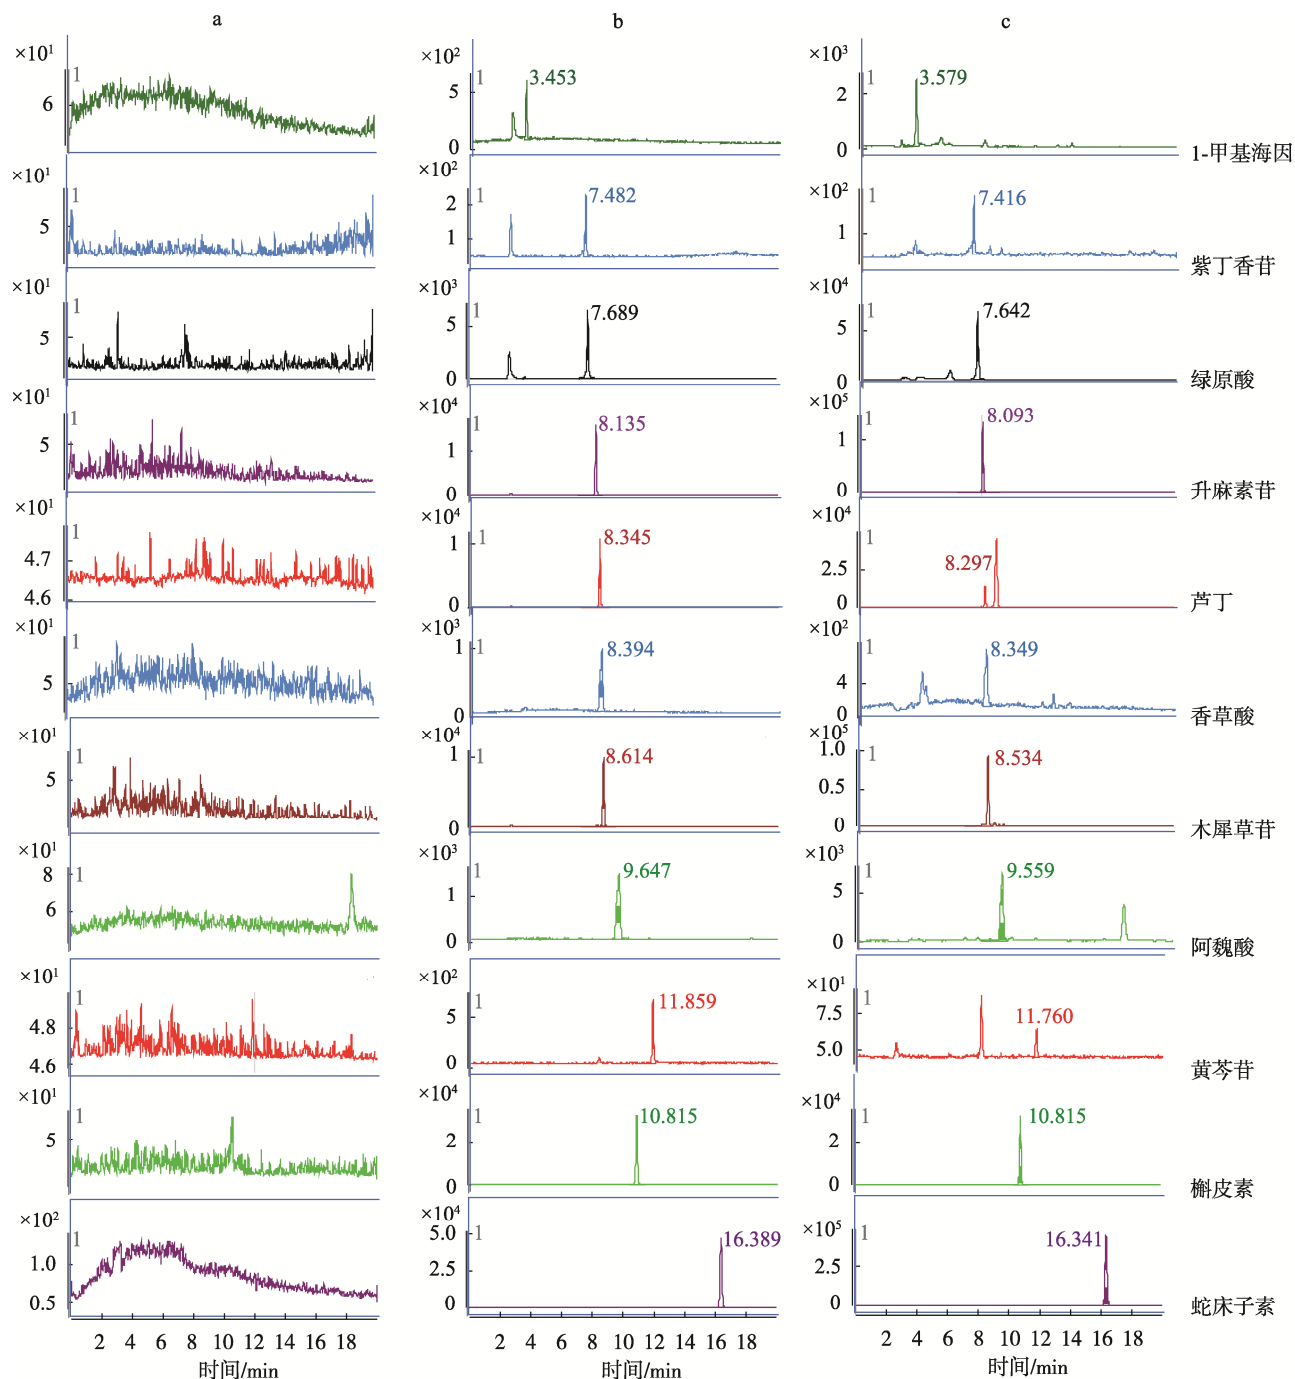 a b c
×10¹ ×10² ×10³
1 1 3.453 1 3.579
6 5 2
0 0
1-甲基海因
×10¹ ×10² ×10²
1 1 7.482 1 7.416
5 2 1
1
紫丁香苷
×10¹ ×10³ ×10⁴
1 1 7.689 1 7.642
5 5 5
0 0
绿原酸
×10¹ ×10⁴ ×10⁵
1 1 8.135 1 8.093
5 1 1
0 0
升麻素苷
×10¹ ×10⁴ ×10⁴
1 1 8.345 1 8.297
4.7 1 2.5
4.6 0 0
芦丁
×10¹ ×10³ ×10²
1 1 8.394 1 8.349
5 1 4
0 0
香草酸
×10¹ ×10⁴ ×10⁵
1 1 8.614 1 8.534
5 1 1.0
0.5
0 0
木犀草苷
×10¹ ×10³ ×10³
1 1 9.647 1 9.559
8 1 5
6 0 0
阿魏酸
×10¹ ×10² ×10¹
1 1 11.859 1 11.760
4.8 5 7.5
4.6 0 5.0
黄芩苷
×10¹ ×10⁴ ×10⁴
1 1 10.815 1 10.815
5 2 2
0 0
槲皮素
×10² ×10⁴ ×10⁵
1 1 16.389 1 16.341
1.0 5.0 2.5
0.5 2.5 0
0
蛇床子素
2 4 6 8 10 12 14 16 18 2 4 6 8 10 12 14 16 18 2 4 6 8 10 12 14 16 18
时间/min 时间/min 时间/min